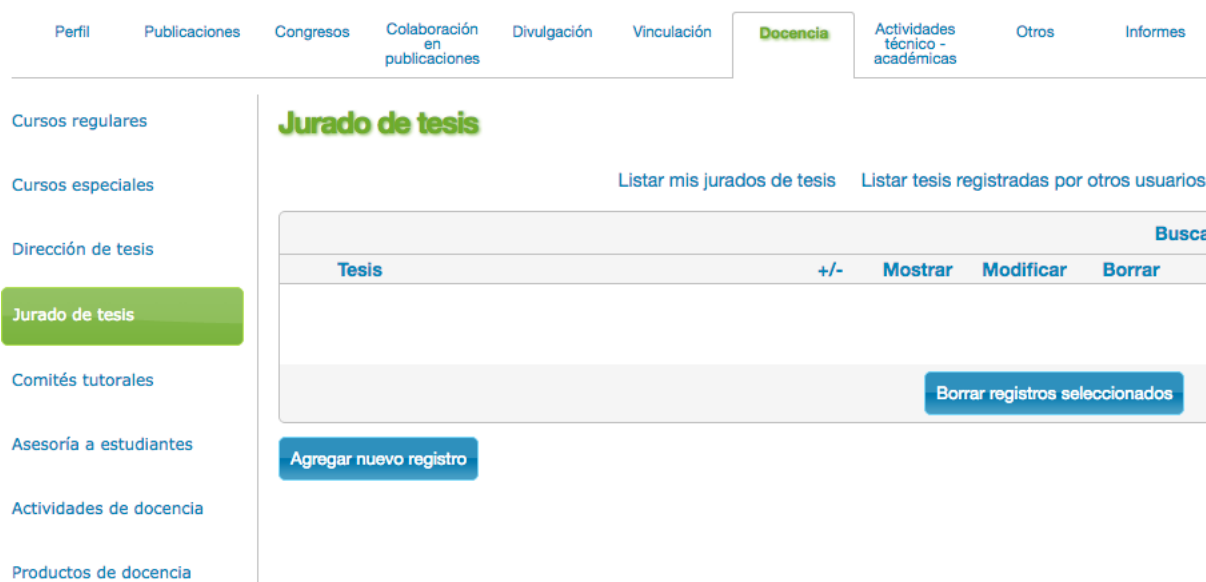 Perfil
Publicaciones
Congresos
Colaboración
en
publicaciones
Divulgación
Vinculación
Docencia
Actividades
técnico -
académicas
Otros
Informes
Cursos regulares
Cursos especiales
Dirección de tesis
Jurado de tesis
Comités tutorales
Asesoría a estudiantes
Actividades de docencia
Productos de docencia
Jurado de tesis
Listar mis jurados de tesis Listar tesis registradas por otros usuarios
Busca
Tesis +/- Mostrar Modificar Borrar
Borrar registros seleccionados
Agregar nuevo registro